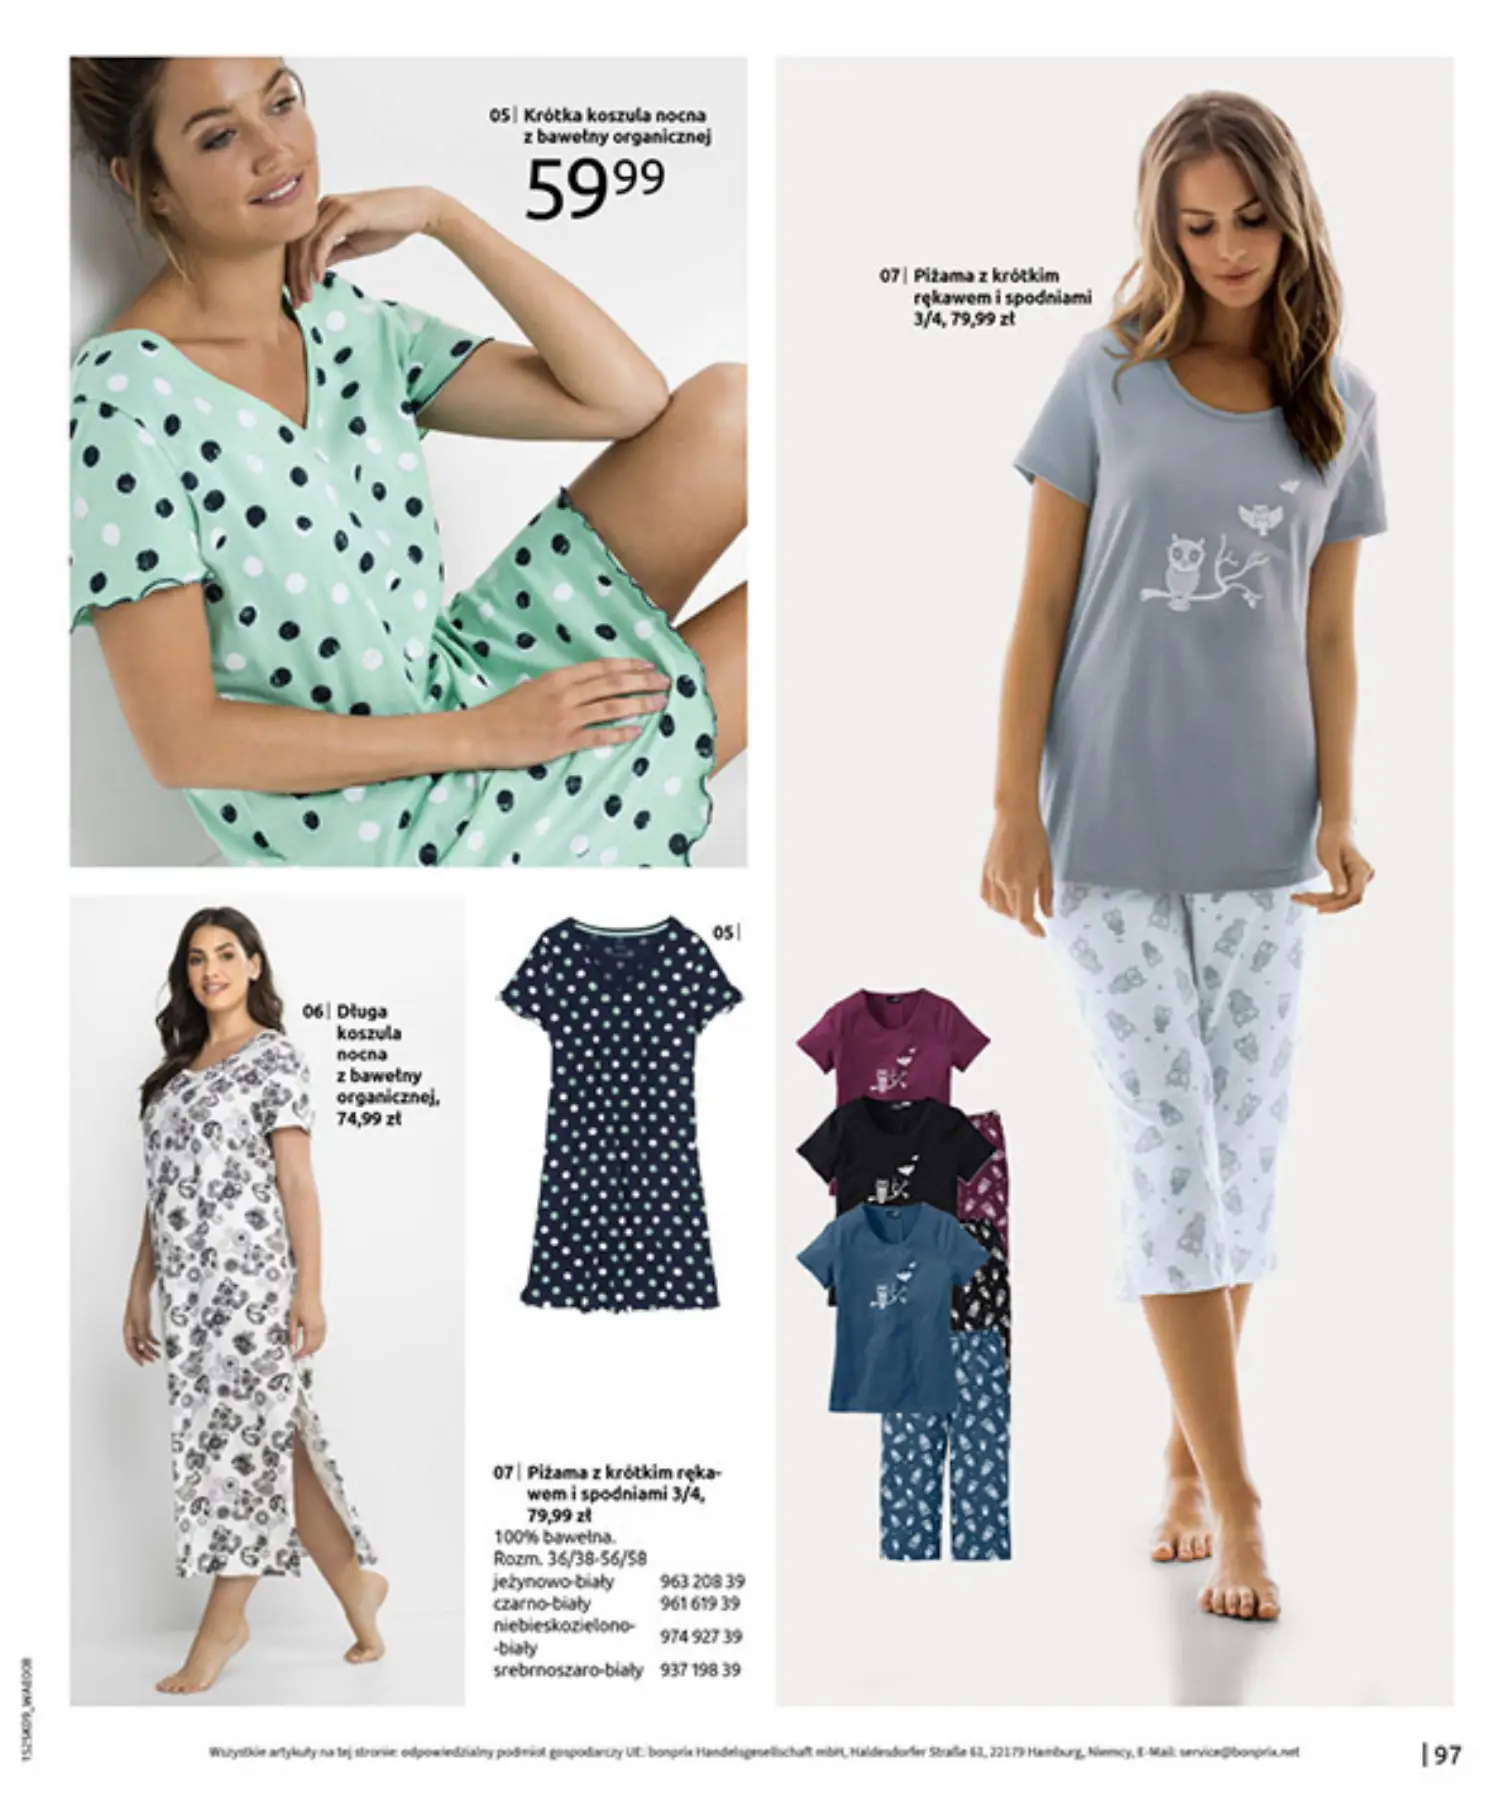 05| Krótka koszula nocna
z bawełny organicznej
59⁹⁹
07| Piżama z krótkim
rękawem i spodniami
3/4, 79,99 zł
05|
06| Długa
koszula
nocna
z bawełny
organicznej,
74,99 zł
07| Piżama z krótkim ręka-
wem i spodniami 3/4,
79,99 zł
100% bawełna.
Rozm. 36/38-56/58
jeżynowo-biały 963 208 39
czarno-biały 961 619 39
niebieskozielono-
-biały 974 927 39
srebrnoszaro-biały 937 198 39
152SK09_WAE008
Wszystkie artykuły na tej stronie: odpowiedzialny podmiot gospodarczy UE: bonprix Handelsgesellschaft mbH, Haldesdorfer Straße 61, 22179 Hamburg, Niemcy, E-Mail: service@bonprix.net
| 97